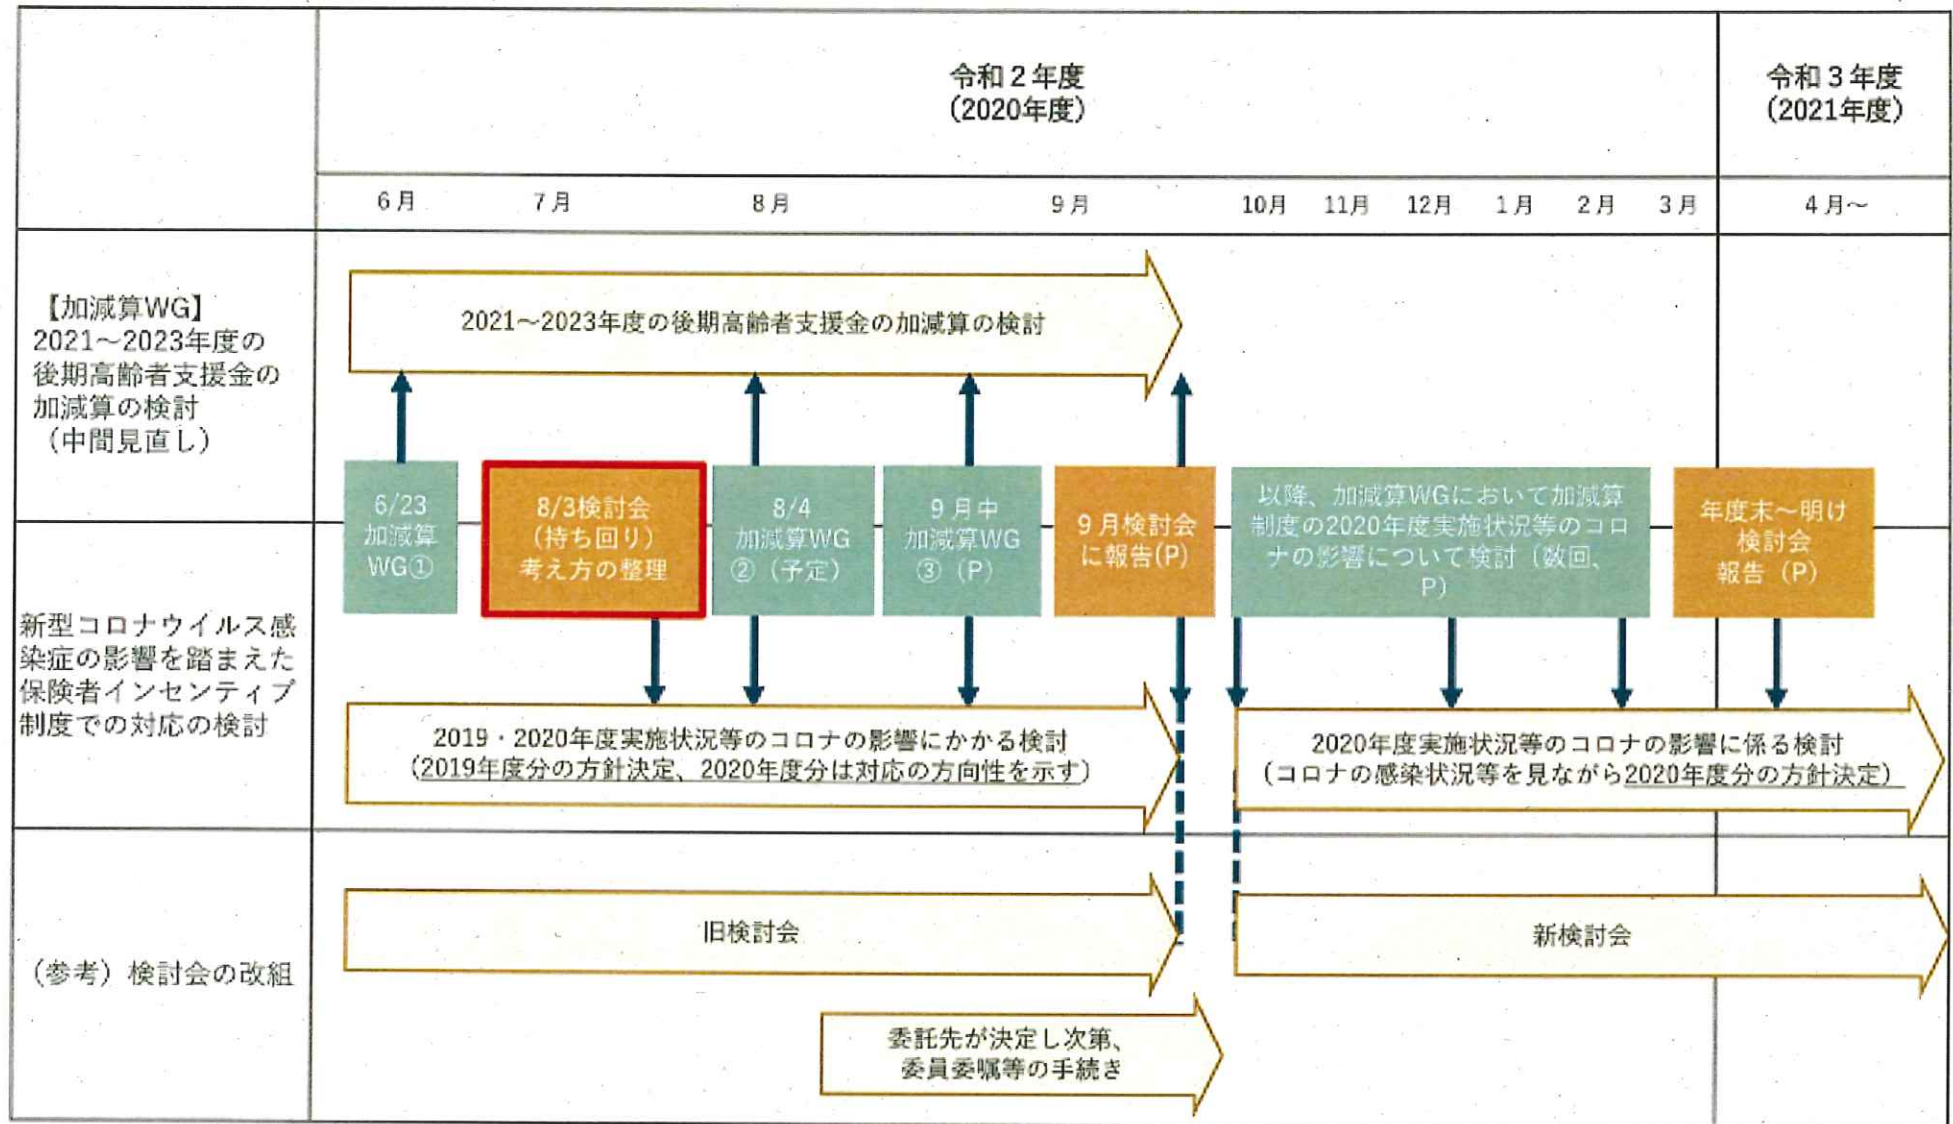 令和２年度
（2020年度）
令和３年度
（2021年度）
６月
７月
８月
９月
10月
11月
12月
１月
２月
３月
４月～
【加減算WG】
2021～2023年度の
後期高齢者支援金の
加減算の検討
（中間見直し）
2021～2023年度の後期高齢者支援金の加減算の検討
6/23
加減算
WG①
8/3検討会
（持ち回り）
考え方の整理
8/4
加減算WG
②（予定）
９月中
加減算WG
③（P）
９月検討会
に報告(P)
以降、加減算WGにおいて加減算
制度の2020年度実施状況等のコロ
ナの影響について検討（数回、
P）
年度末～明け
検討会
報告（P）
新型コロナウイルス感
染症の影響を踏まえた
保険者インセンティブ
制度での対応の検討
2019・2020年度実施状況等のコロナの影響にかかる検討
（2019年度分の方針決定、2020年度分は対応の方向性を示す）
2020年度実施状況等のコロナの影響に係る検討
（コロナの感染状況等を見ながら2020年度分の方針決定）
（参考）検討会の改組
旧検討会
新検討会
委託先が決定し次第、
委員委嘱等の手続き